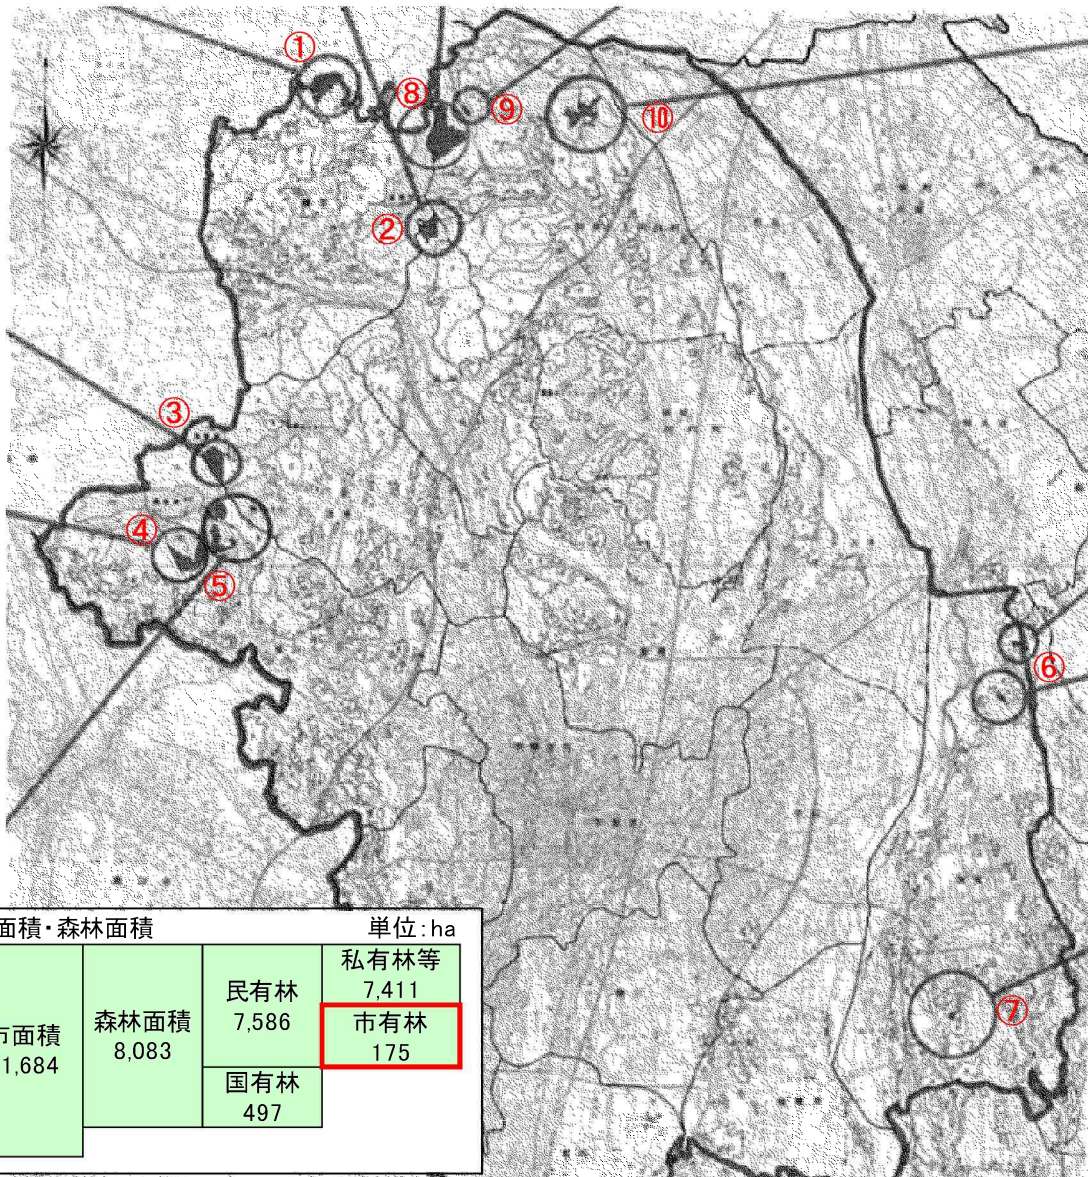 ①
⑧
⑨
⑩
②
③
④
⑤
⑥
⑦
面積・森林面積 単位:ha
市面積
1,684
森林面積
8,083
民有林
7,586
国有林
497
私有林等
7,411
市有林
175